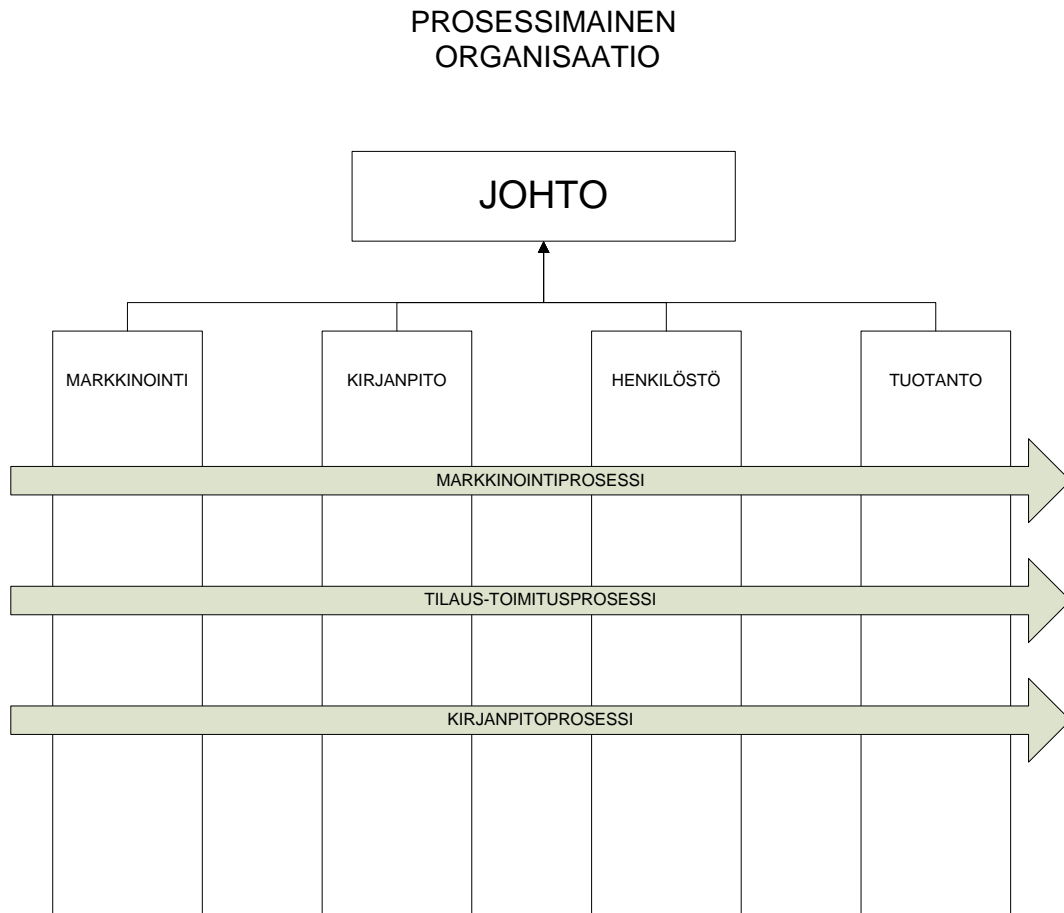 PROSESSIMAINEN
ORGANISAATIO
JOHTO
MARKKINOINTI
KIRJANPITO
HENKILÖSTÖ
TUOTANTO
MARKKINOINTIPROSESSI
TILAUS-TOIMITUSPROSESSI
KIRJANPITOPROSESSI